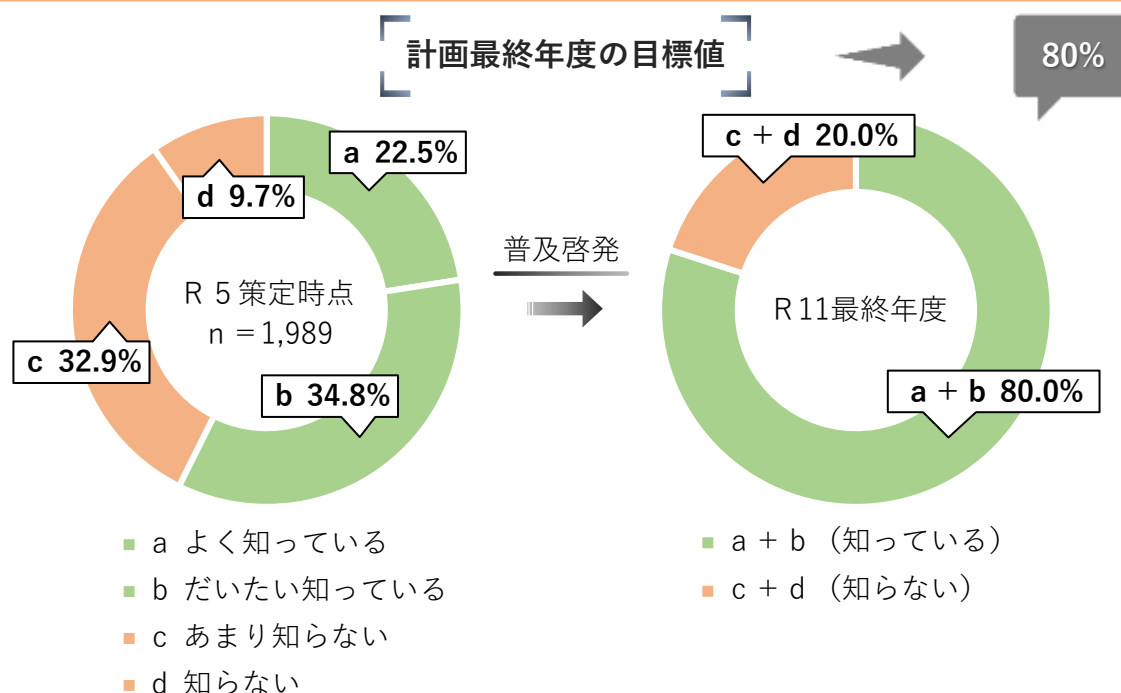 計画最終年度の目標値
80%
a 22.5%
d 9.7%
R 5策定時点
n =1,989
c 32.9%
b 34.8%
普及啓発
c + d 20.0%
R11最終年度
a + b 80.0%
a よく知っている
b だいたい知っている
c あまり知らない
d 知らない
a + b (知っている)
c + d (知らない)